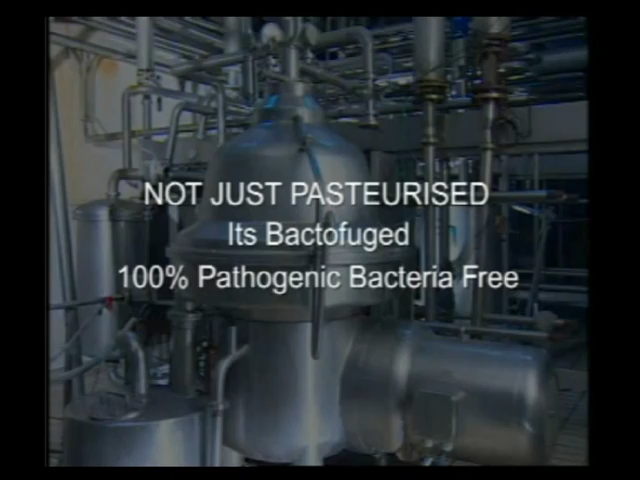 NOT JUST PASTEURISED
Its Bactofuged
100% Pathogenic Bacteria Free